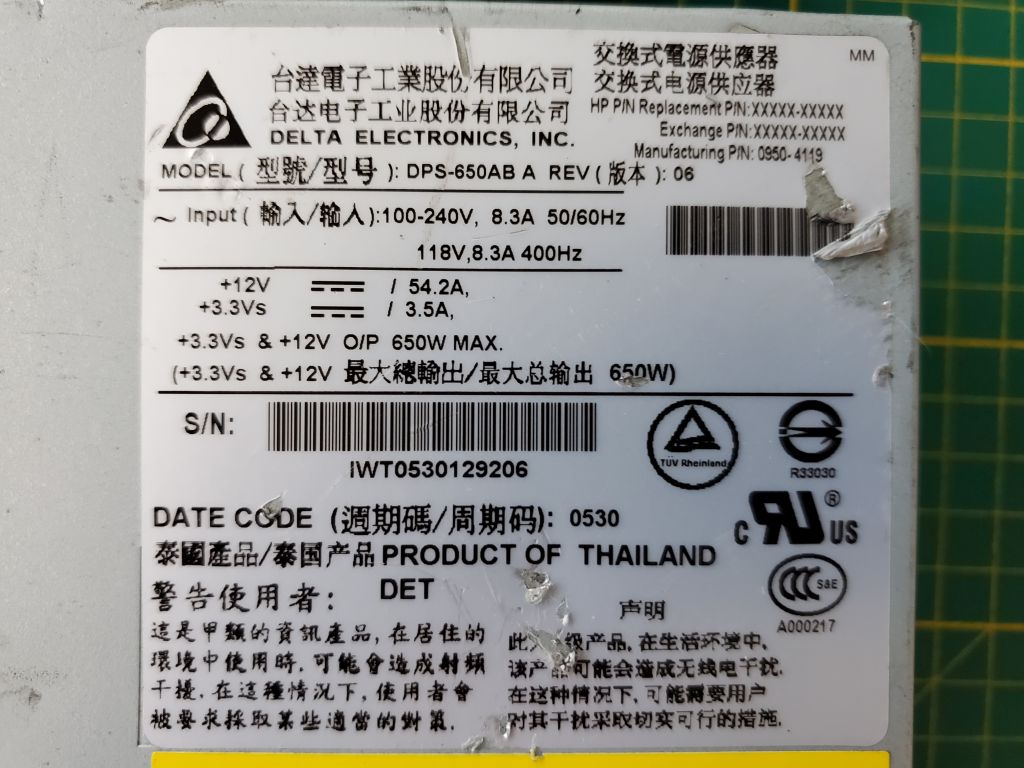 台達電子工業股份有限公司
台达电子工业股份有限公司
DELTA ELECTRONICS, INC.
交換式電源供應器
交换式电源供应器
MM
HP P/N Replacement P/N:XXXXX-XXXXX
Exchange P/N:XXXXX-XXXXX
Manufacturing P/N: 0950-4119
MODEL ( 型號/型号 ): DPS-650AB A REV ( 版本 ): 06
~ Input ( 輸入/输入):100-240V, 8.3A 50/60Hz
118V,8.3A 400Hz
+12V / 54.2A,
+3.3Vs / 3.5A,
+3.3Vs & +12V O/P 650W MAX.
(+3.3Vs & +12V 最大總輸出/最大总输出 650W)
S/N:
IWT0530129206
TÜV Rheinland
R33030
DATE CODE (週期碼/周期码): 0530
C UR ® US
泰國產品/泰国产品 PRODUCT OF THAILAND
DET
S&E
A000217
警告使用者:
這是甲類的資訊產品, 在居住的
環境中使用時, 可能會造成射頻
干擾, 在這種情況下, 使用者會
被要求採取某些適當的對策.
声明
此为 级产品, 在生活环境中,
该产品可能会造成无线电干扰.
在这种情况下, 可能需要用户
对其干扰采取切实可行的措施.